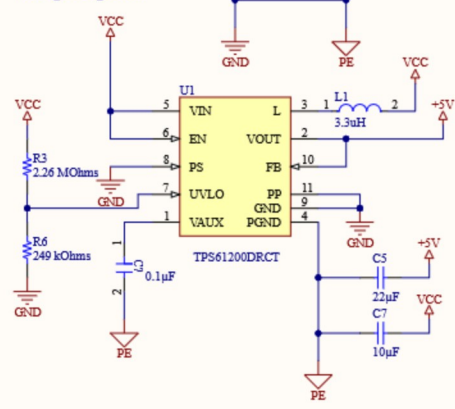 VCC
GND
PE
VCC
U1
L1
+5V
5
VIN
L
3
1
2
3.3uH
VCC
6
EN
VOUT
2
R3
2.26 MOhms
8
PS
FB
10
GND
7
UVLO
PP
11
GND
9
1
VAUX
PGND
4
R6
249 kOhms
GND
TPS61200DRCT
1
0.1µF
2
C5
+5V
22µF
GND
PE
C7
VCC
10µF
PE